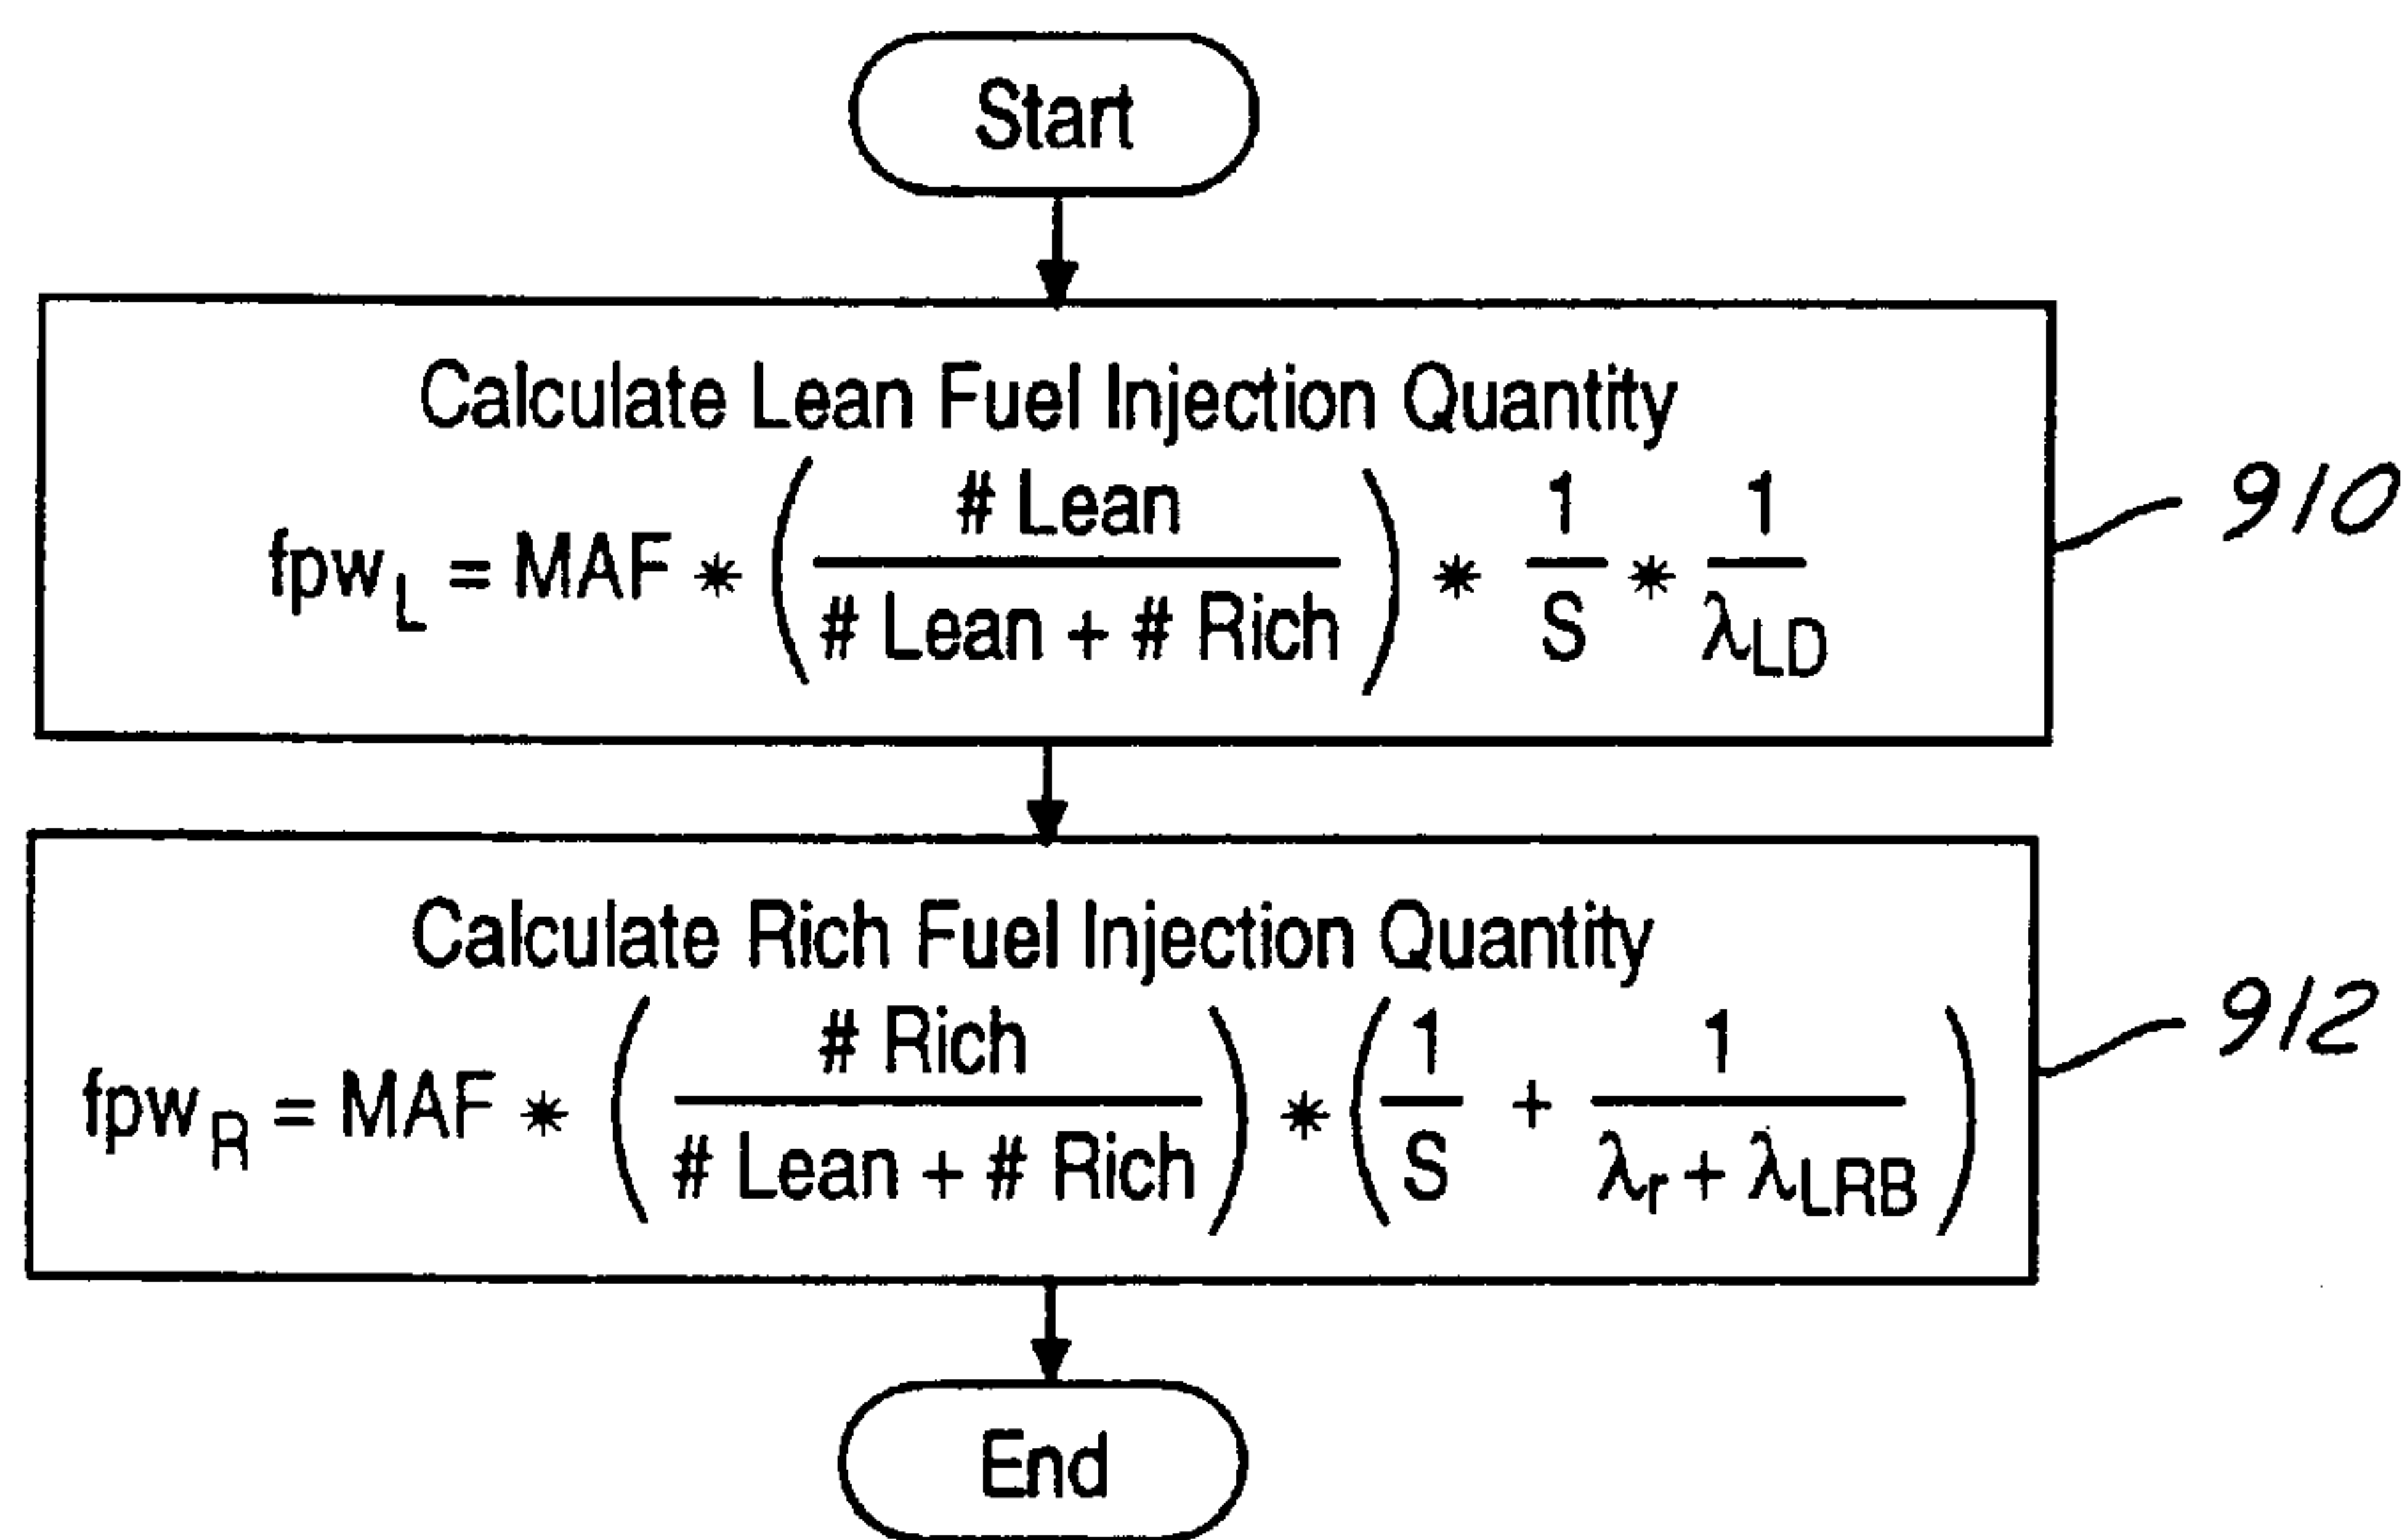 Start
Calculate Lean Fuel Injection Quantity
fpw_L = MAF * ( # Lean / # Lean + # Rich ) * 1/S * 1/λ_LD
910
Calculate Rich Fuel Injection Quantity
fpw_R = MAF * ( # Rich / # Lean + # Rich ) * ( 1/S + 1/λ_r + λ_LRB )
912
End